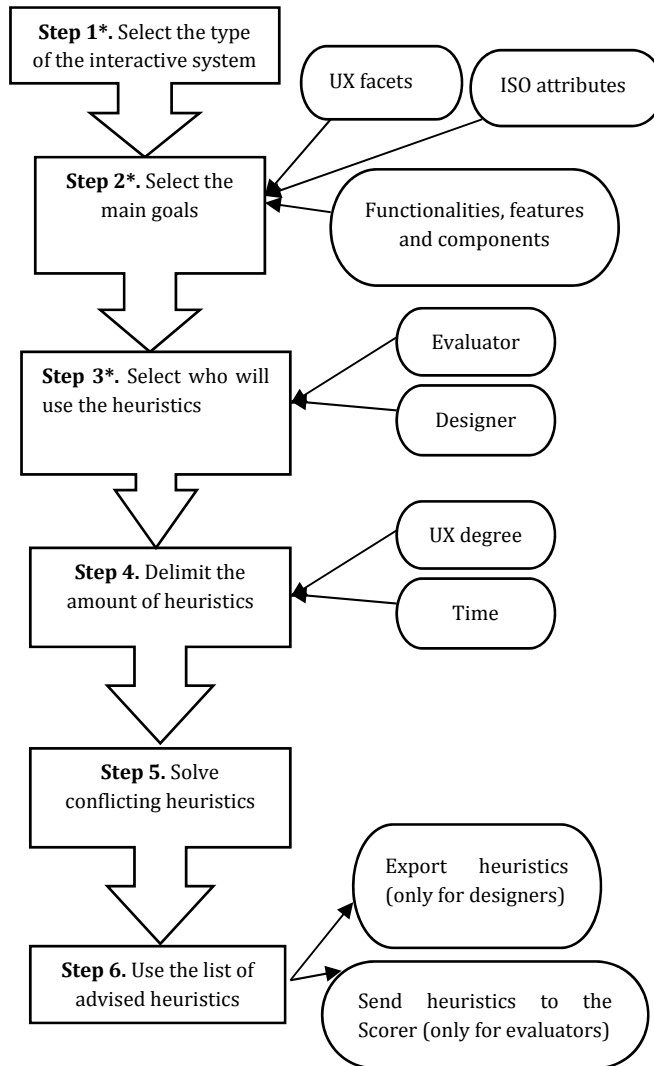 Step 1*. Select the type
of the interactive system
UX facets
ISO attributes
Step 2*. Select the
main goals
Functionalities, features
and components
Step 3*. Select who will
use the heuristics
Evaluator
Designer
Step 4. Delimit the
amount of heuristics
UX degree
Time
Step 5. Solve
conflicting heuristics
Export heuristics
(only for designers)
Step 6. Use the list of
advised heuristics
Send heuristics to the
Scorer (only for evaluators)